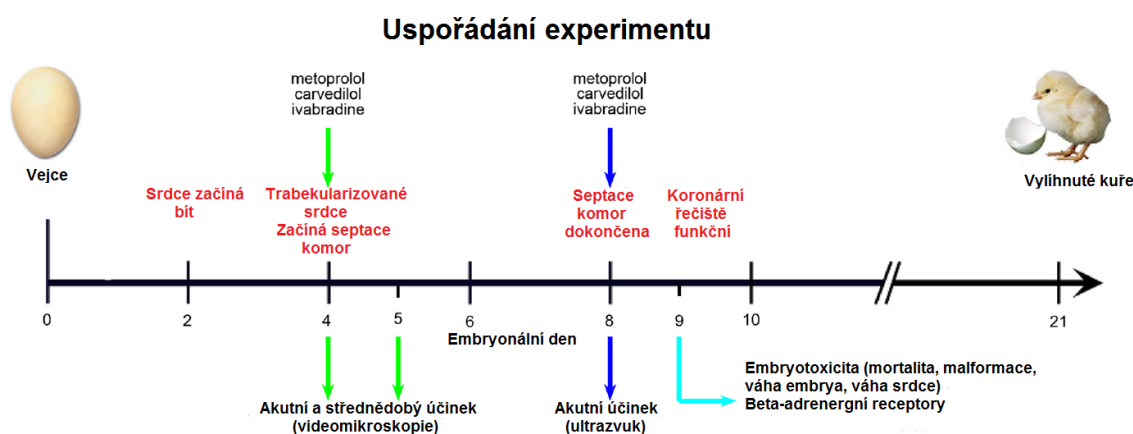 Uspořádání experimentu
metoprolol
carvedilol
ivabradine
metoprolol
carvedilol
ivabradine
Vejce
Vylíhnuté kuře
Srdce začíná
bít
Trabekularizované
srdce
Začíná septace
komor
Septace
komor
dokončena
Koronární
řečiště
funkční
0
2
4
5
6
8
9
10
21
Embryonální den
Akutní a střednědobý účinek
(videomikroskopie)
Akutní účinek
(ultrazvuk)
Embryotoxicita (mortalita, malformace,
váha embrya, váha srdce)
Beta-adrenergní receptory